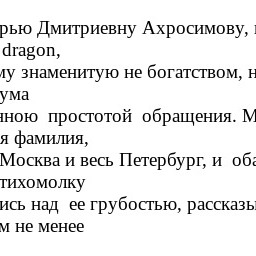 рью Дмитриевну Ахросимову,
dragon,
му знаменитую не богатством, н
ума
нною простотой обращения. М
я фамилия,
Москва и весь Петербург, и оба
тихомолку
ись над ее грубостью, рассказы
м не менее